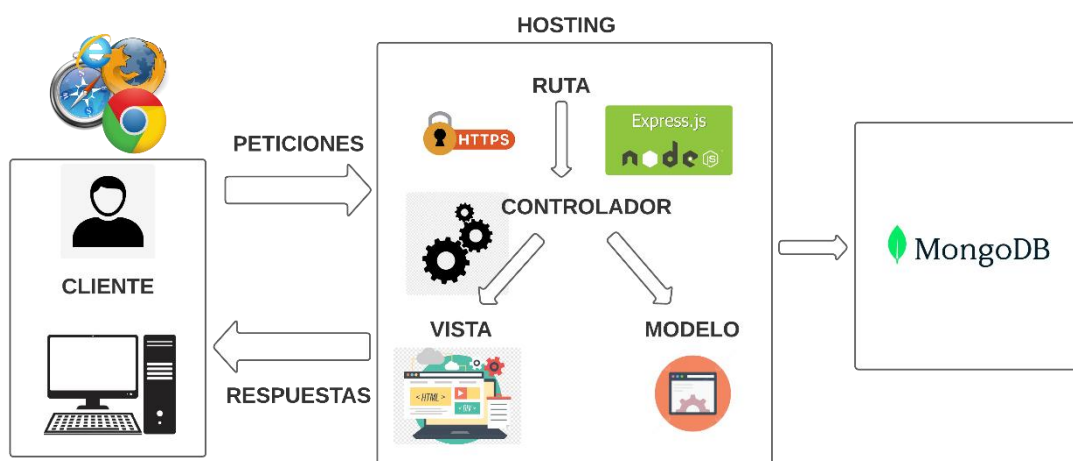 HOSTING
RUTA
HTTPS
Express.js
node
JS
PETICIONES
CONTROLADOR
CLIENTE
MongoDB
VISTA
MODELO
< HTML >
RESPUESTAS